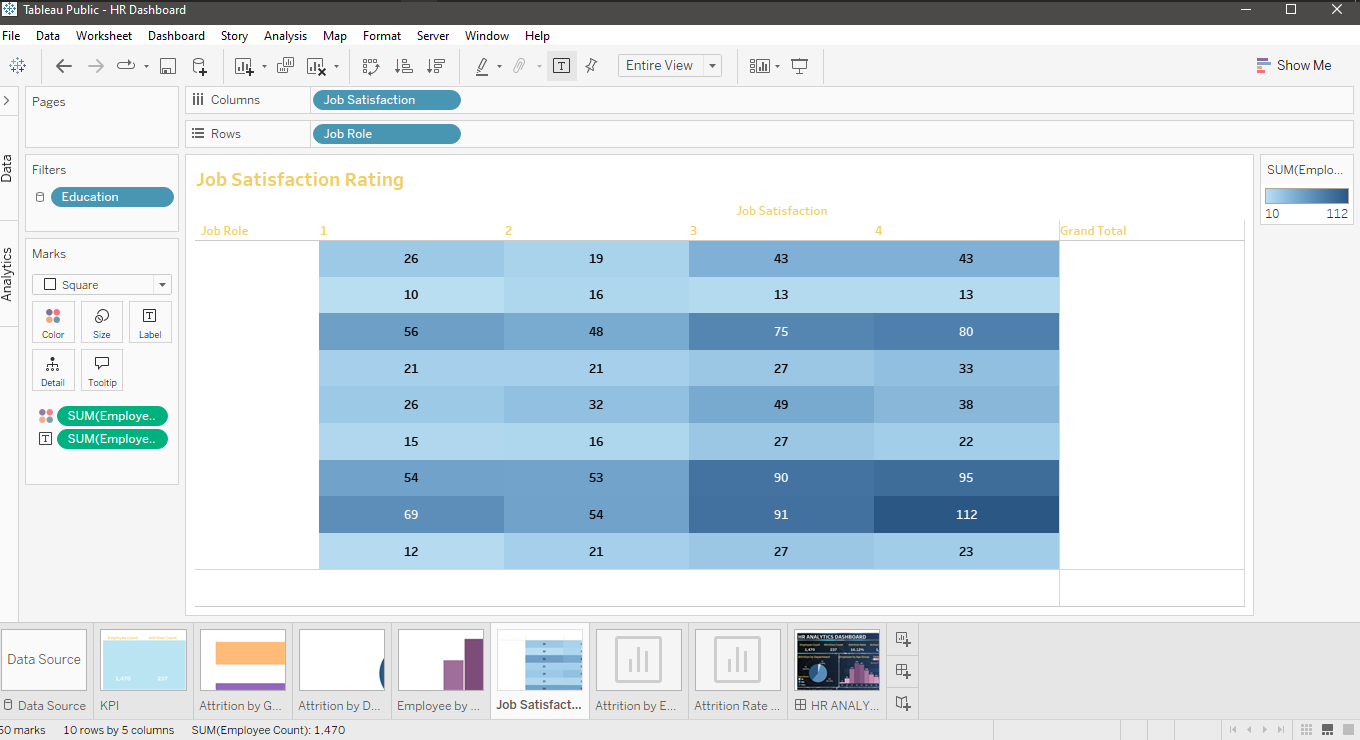 Tableau Public - HR Dashboard
File Data Worksheet Dashboard Story Analysis Map Format Server Window Help
Entire View
Show Me
Pages
Columns Job Satisfaction
Rows Job Role
Data
Analytics
Filters
Education
Marks
Square
Color Size Label
Detail Tooltip
SUM(Employe..
SUM(Employe..
Job Satisfaction Rating
Job Satisfaction
Job Role 1 2 3 4 Grand Total
26 19 43 43
10 16 13 13
56 48 75 80
21 21 27 33
26 32 49 38
15 16 27 22
54 53 90 95
69 54 91 112
12 21 27 23
SUM(Emplo...
10 112
Data Source
HR ANALYTICS DASHBOARD
Data Source KPI Attrition by G... Attrition by D... Employee by ... Job Satisfact... Attrition by E... Attrition Rate ... HR ANALY...
50 marks 10 rows by 5 columns SUM(Employee Count): 1,470